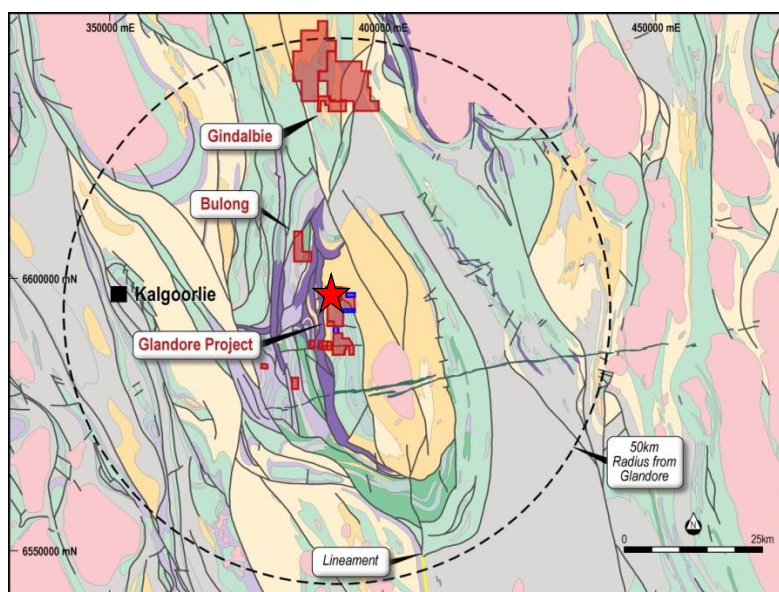 350000 mE
400000 mE
450000 mE
Gindalbie
Bulong
6600000 mN
Kalgoorlie
Glandore Project
50km
Radius from
Glandore
N
6550000 mN
Lineament
0
25km